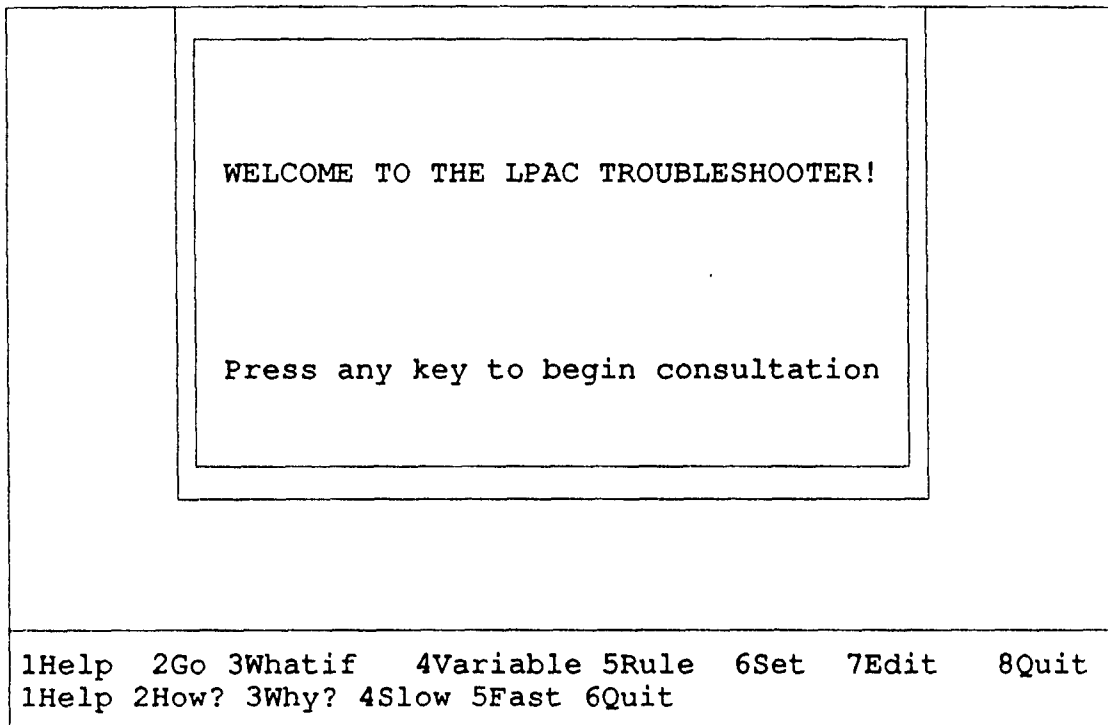 WELCOME TO THE LPAC TROUBLESHOOTER!
Press any key to begin consultation
1Help 2Go 3Whatif 4Variable 5Rule 6Set 7Edit 8Quit
1Help 2How? 3Why? 4Slow 5Fast 6Quit